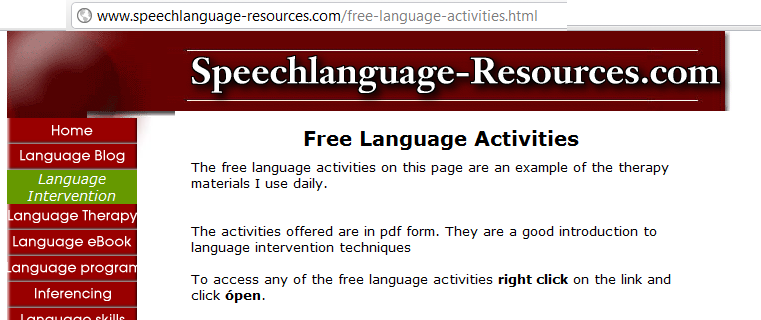 www.speechlanguage-resources.com/free-language-activities.html
Speechlanguage-Resources.com
Home
Language Blog
Language
Intervention
Language Therapy
Language eBook
Language program
Inferencing
Language skills
Free Language Activities
The free language activities on this page are an example of the therapy
materials I use daily.
The activities offered are in pdf form. They are a good introduction to
language intervention techniques
To access any of the free language activities right click on the link and
click ópen.